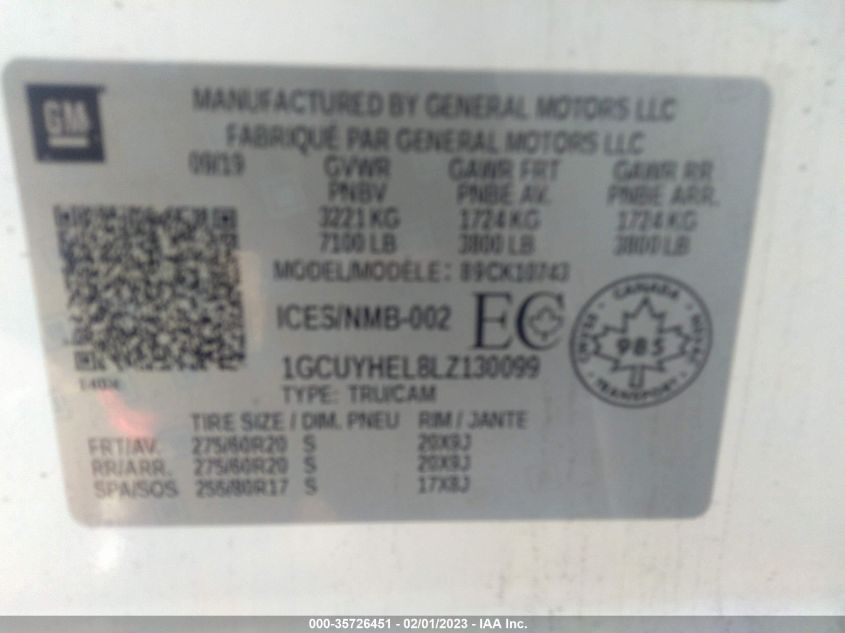 GM
MANUFACTURED BY GENERAL MOTORS LLC
FABRIQUÉ PAR GENERAL MOTORS LLC
09/19 GVWR GAWR FRT GAWR RR
PNBV PNBE AV. PNBE ARR.
3221 KG 1724 KG 1724 KG
7100 LB 3800 LB 3800 LB
MODEL/MODÈLE: 89CK10743
ICES/NMB-002 EC
CANADA
985
TRANSPORT
1GCUYHEL8LZ130099
TYPE: TRU/CAM
TIRE SIZE / DIM. PNEU RIM / JANTE
FRT/AV. 275/60R20 S 20X9J
RR/ARR. 275/60R20 S 20X9J
SPA/SOS 255/80R17 S 17X8J
000-35726451 - 02/01/2023 - IAA Inc.